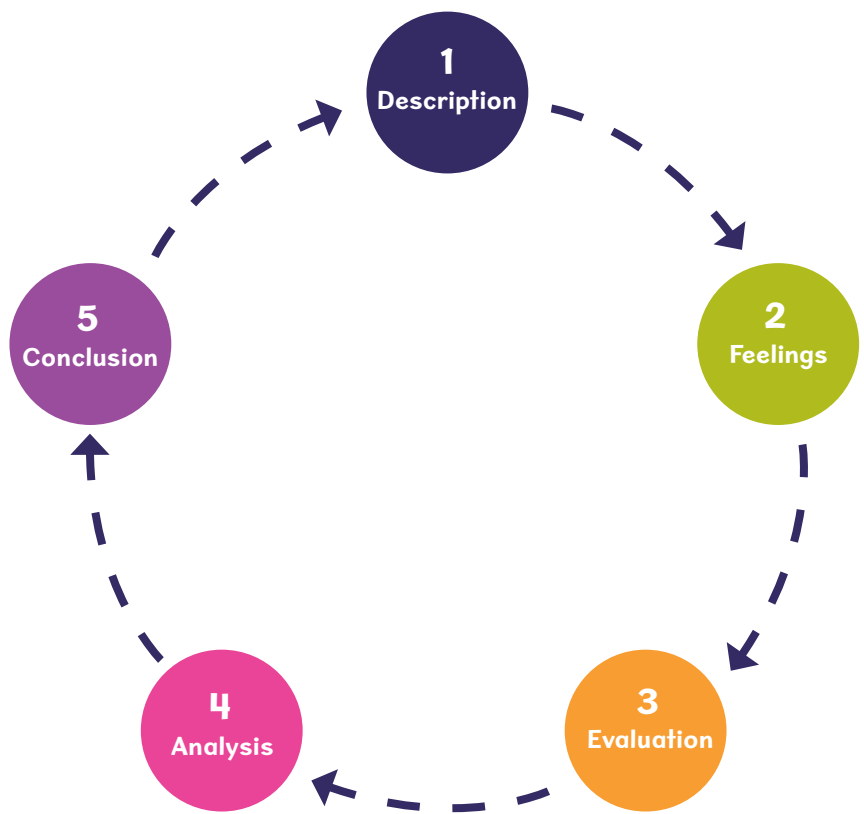 1
Description
2
Feelings
3
Evaluation
4
Analysis
5
Conclusion